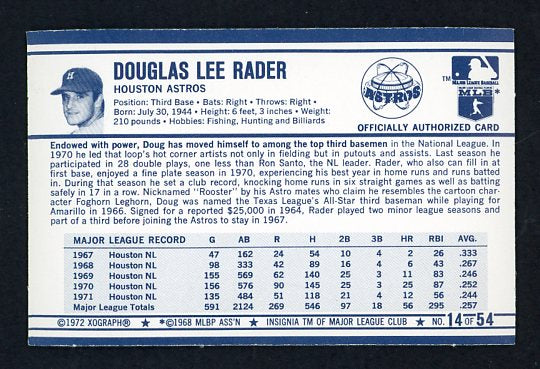 DOUGLAS LEE RADER
HOUSTON ASTROS
Position: Third Base • Bats: Right • Throws: Right •
Born: July 30, 1944 • Height: 6 feet, 3 inches • Weight:
210 pounds • Hobbies: Fishing, Hunting and Billiards
H
ASTROS
TM
MAJOR LEAGUE BASEBALL
MLB*
*
OFFICIALLY AUTHORIZED CARD
Endowed with power, Doug has moved himself to among the top third basemen in the National League. In
1970 he led that loop's hot corner artists not only in fielding but in putouts and assists. Last season he
participated in 28 double plays, one less than Ron Santo, the NL leader. Rader, who also can fill in at
first base, enjoyed a fine plate season in 1970, experiencing his best year in home runs and runs batted
in. During that season he set a club record, knocking home runs in six straight games as well as batting
safely in 17 in a row. Nicknamed "Rooster" by his Astro mates who claim he resembles the cartoon char-
acter Foghorn Leghorn, Doug was named the Texas League's All-Star third baseman while playing for
Amarillo in 1966. Signed for a reported $25,000 in 1964, Rader played two minor league seasons and
part of a third before joining the Astros to stay in 1967.
MAJOR LEAGUE RECORD G AB R H 2B 3B HR RBI AVG.
1967 Houston NL 47 162 24 54 10 4 2 26 .333
1968 Houston NL 98 333 42 89 16 4 6 43 .267
1969 Houston NL 155 569 62 140 25 3 11 83 .246
1970 Houston NL 156 576 90 145 25 3 25 87 .252
1971 Houston NL 135 484 51 118 21 4 12 56 .244
Major League Totals 591 2124 269 546 97 18 56 295 .257
©1972 XOGRAPH® ★ *©1968 MLBP ASS'N ★ INSIGNIA TM OF MAJOR LEAGUE CLUB ★ NO. 14 OF 54